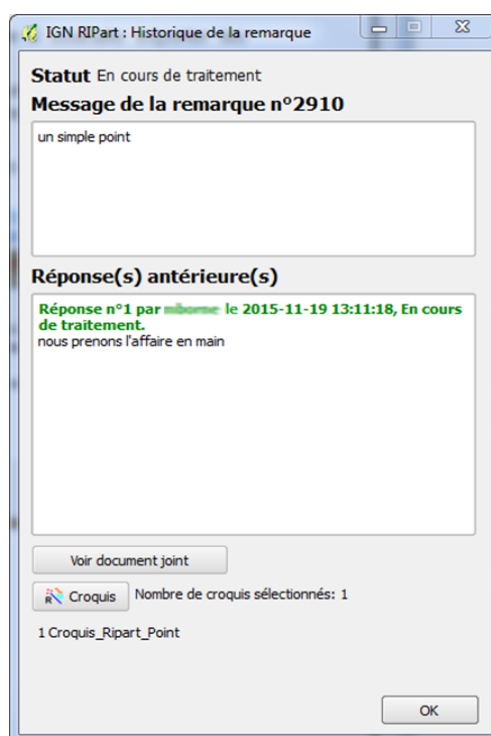 IGN RIPart : Historique de la remarque
Statut En cours de traitement
Message de la remarque n°2910
un simple point
Réponse(s) antérieure(s)
Réponse n°1 par le 2015-11-19 13:11:18, En cours
de traitement.
nous prenons l'affaire en main
Voir document joint
Croquis Nombre de croquis sélectionnés: 1
1 Croquis_Ripart_Point
OK